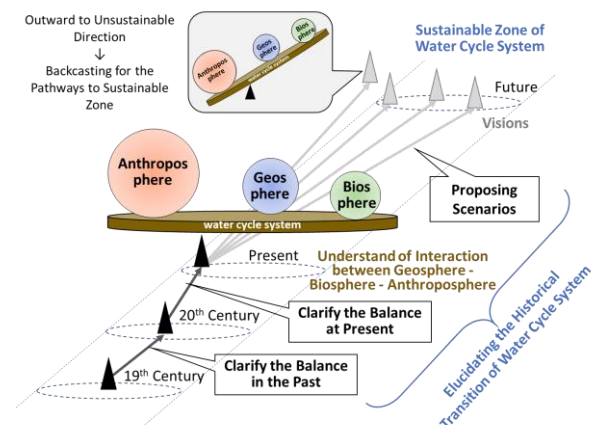 Outward to Unsustainable
Direction
↓
Backcasting for the
Pathways to Sustainable
Zone
Anthropos
phere
Geos
phere
Bios
phere
water cycle system
Sustainable Zone of
Water Cycle System
Future
Visions
Anthropos
phere
Geos
phere
Bios
phere
water cycle system
Proposing
Scenarios
Present
Understand of Interaction
between Geosphere -
Biosphere - Anthroposphere
20th Century
Clarify the Balance
at Present
19th Century
Clarify the Balance
in the Past
Elucidating the Historical
Transition of Water Cycle System